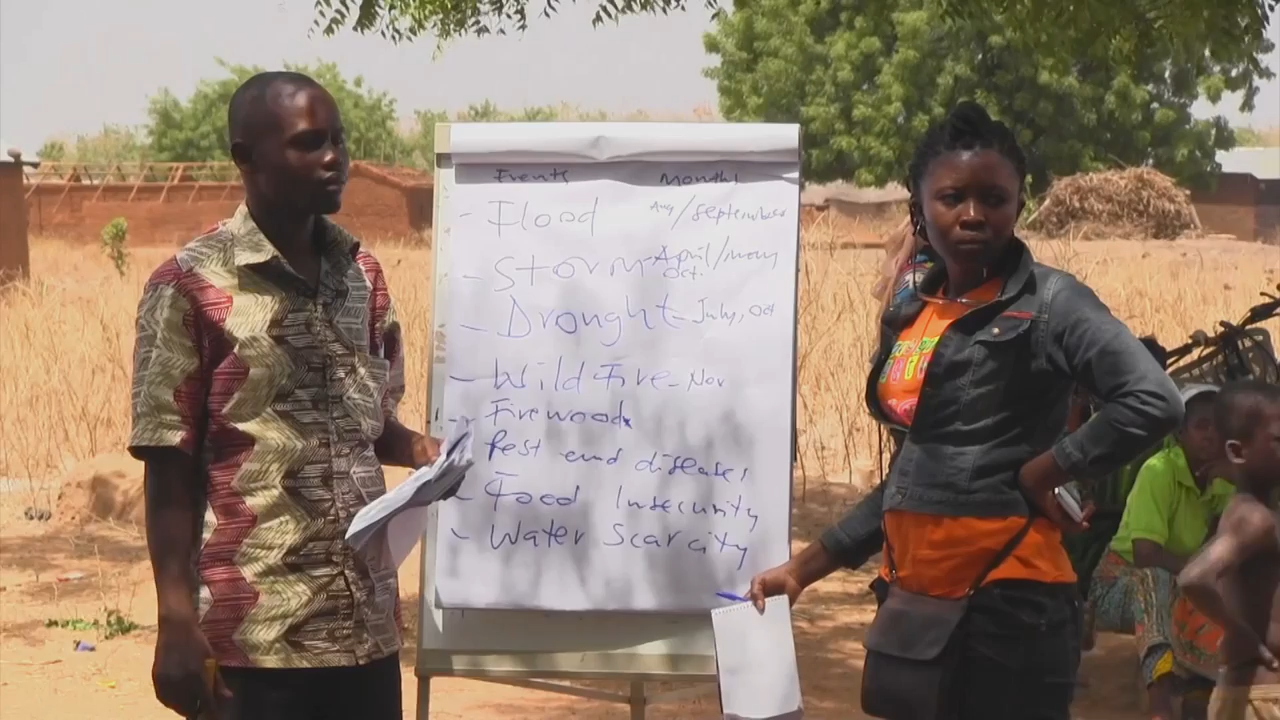 Events Months
- Flood Aug/September
- Storm - April/may Oct.
- Drought - July, Oct
- Wild Fire - Nov
- Firewood
Pest and diseases
- Food Insecurity
- Water Scarcity